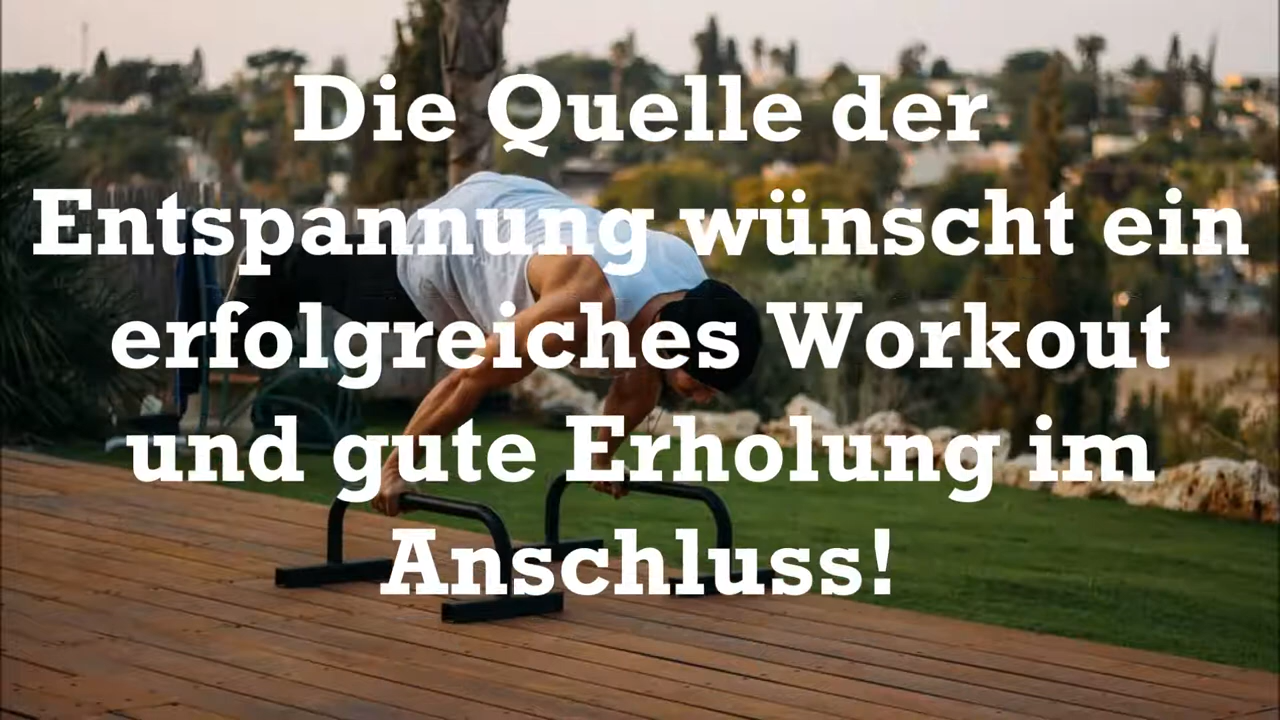 Die Quelle der
Entspannung wünscht ein
erfolgreiches Workout
und gute Erholung im
Anschluss!